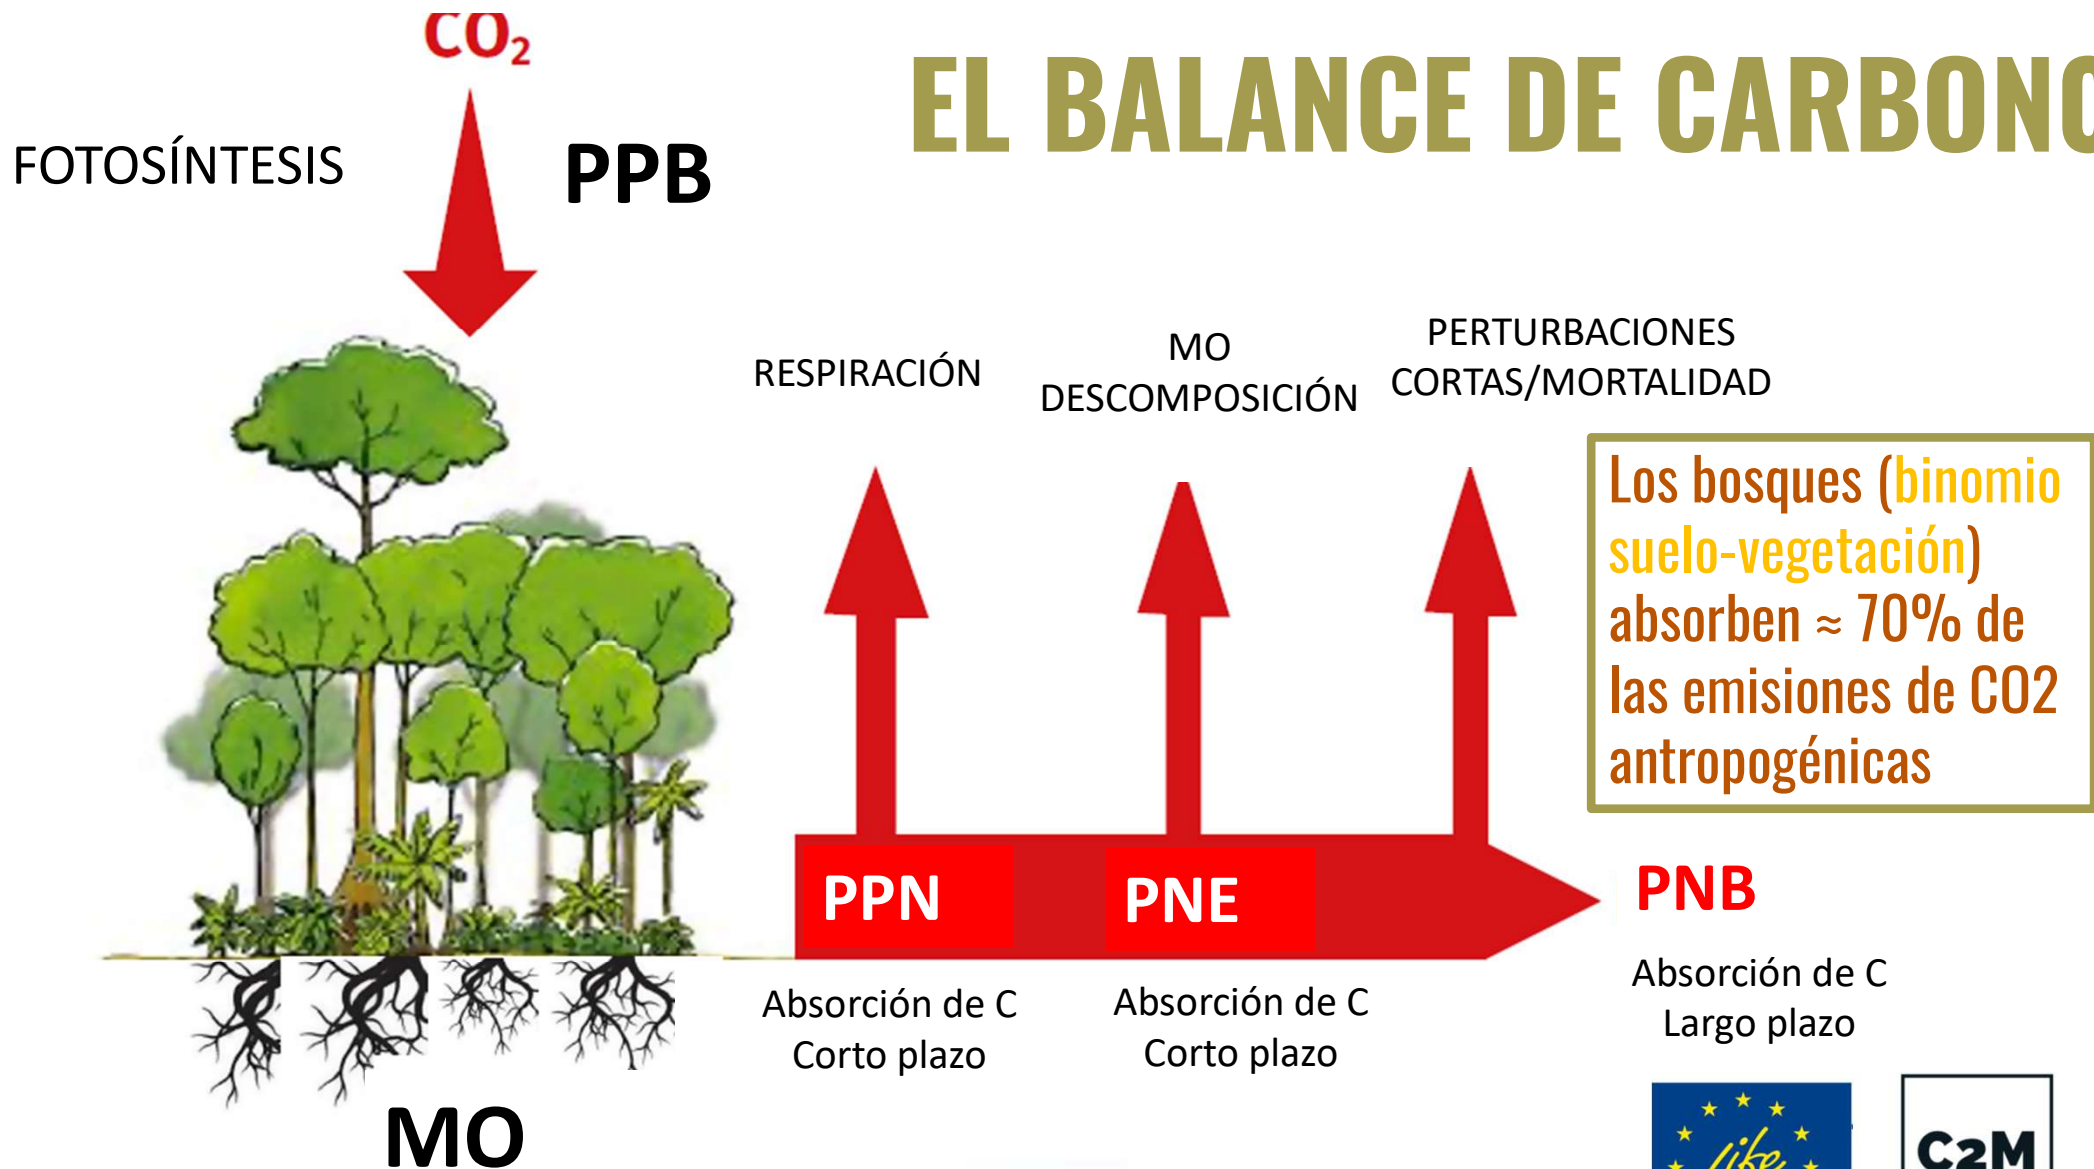 CO₂
EL BALANCE DE CARBONO
FOTOSÍNTESIS
PPB
RESPIRACIÓN
MO
DESCOMPOSICIÓN
PERTURBACIONES
CORTAS/MORTALIDAD
Los bosques (binomio
suelo-vegetación)
absorben ≈ 70% de
las emisiones de CO2
antropogénicas
PPN
PNE
PNB
Absorción de C
Corto plazo
Absorción de C
Corto plazo
Absorción de C
Largo plazo
MO
life
C2M